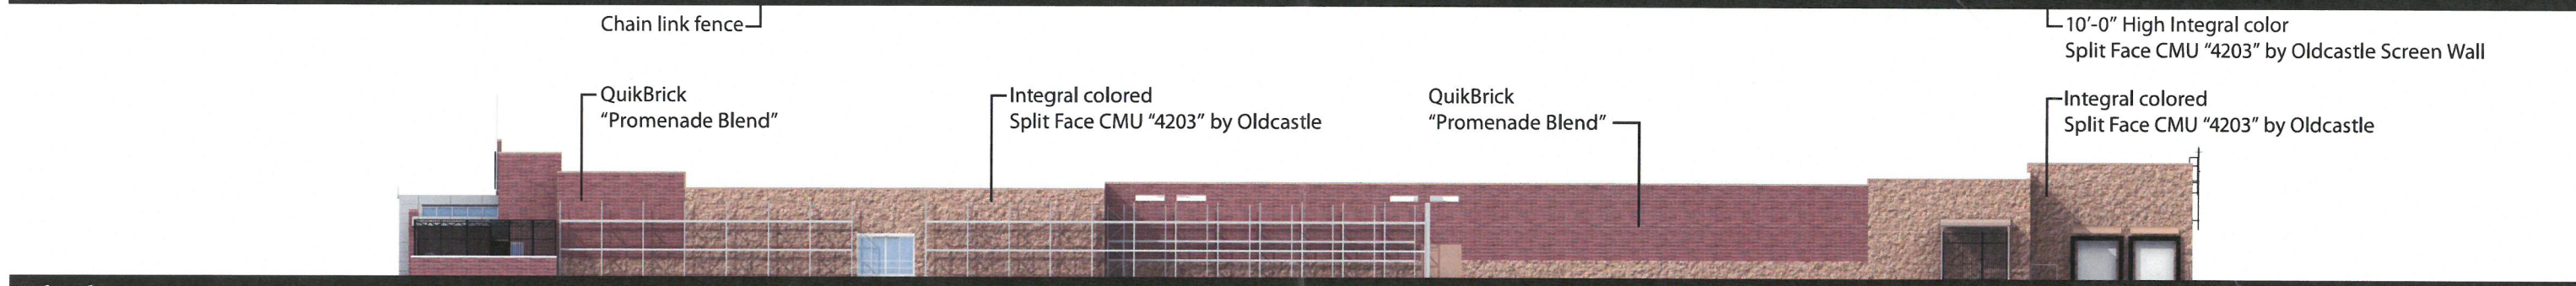 Chain link fence
10'-0" High Integral color
Split Face CMU "4203" by Oldcastle Screen Wall
QuikBrick
"Promenade Blend"
Integral colored
Split Face CMU "4203" by Oldcastle
QuikBrick
"Promenade Blend"
Integral colored
Split Face CMU "4203" by Oldcastle